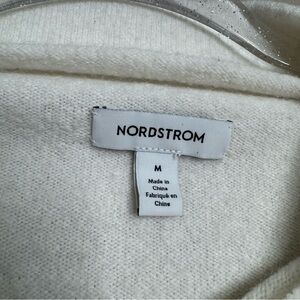 NORDSTROM
M
Made in
China
Fabriqué en
Chine